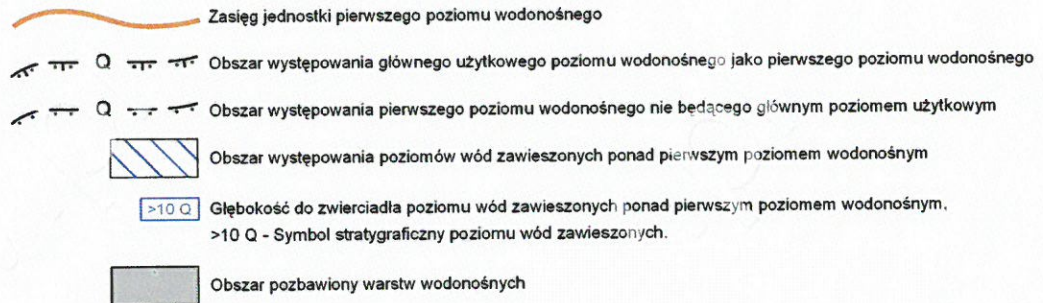 Zasięg jednostki pierwszego poziomu wodonośnego
Q Obszar występowania głównego użytkowego poziomu wodonośnego jako pierwszego poziomu wodonośnego
Q Obszar występowania pierwszego poziomu wodonośnego nie będącego głównym poziomem użytkowym
Obszar występowania poziomów wód zawieszonych ponad pierwszym poziomem wodonośnym
>10 Q Głębokość do zwierciadła poziomu wód zawieszonych ponad pierwszym poziomem wodonośnym,
>10 Q - Symbol stratygraficzny poziomu wód zawieszonych.
Obszar pozbawiony warstw wodonośnych